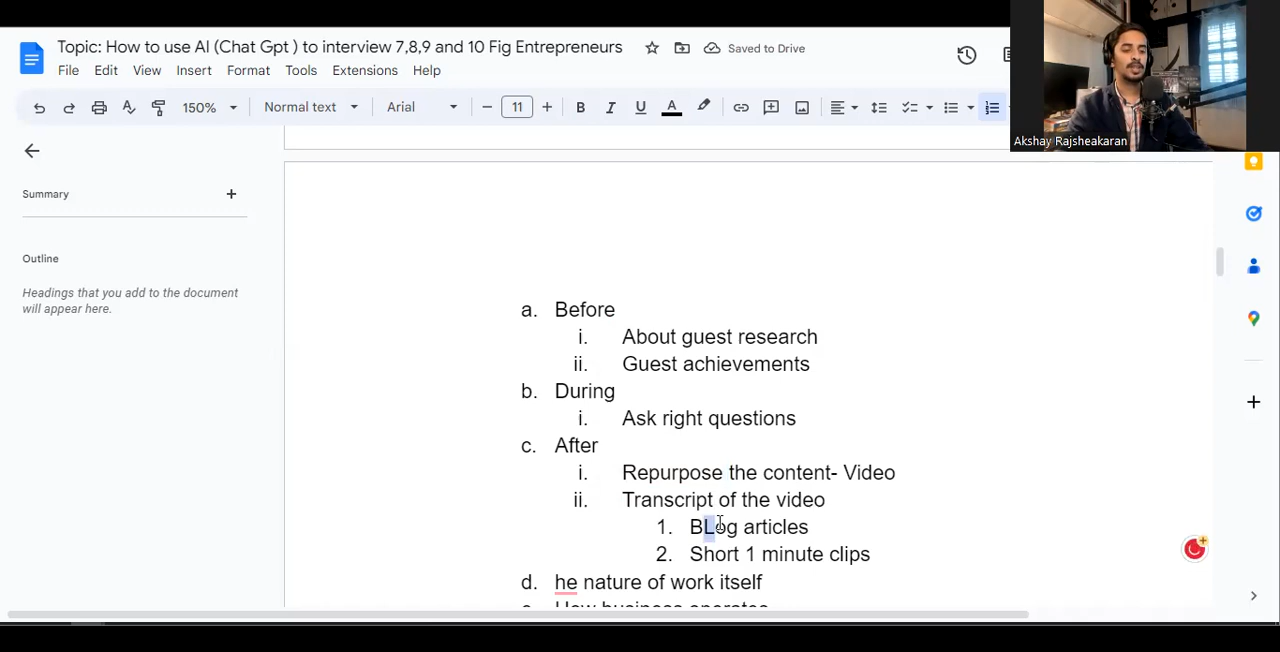 Topic: How to use AI (Chat Gpt ) to interview 7,8,9 and 10 Fig Entrepreneurs
Saved to Drive
File Edit View Insert Format Tools Extensions Help
150% Normal text Arial 11 B I U A
Akshay Rajsheakaran
Summary
Outline
Headings that you add to the document
will appear here.
a. Before
i. About guest research
ii. Guest achievements
b. During
i. Ask right questions
c. After
i. Repurpose the content- Video
ii. Transcript of the video
1. BLog articles
2. Short 1 minute clips
d. he nature of work itself
e. How business operates